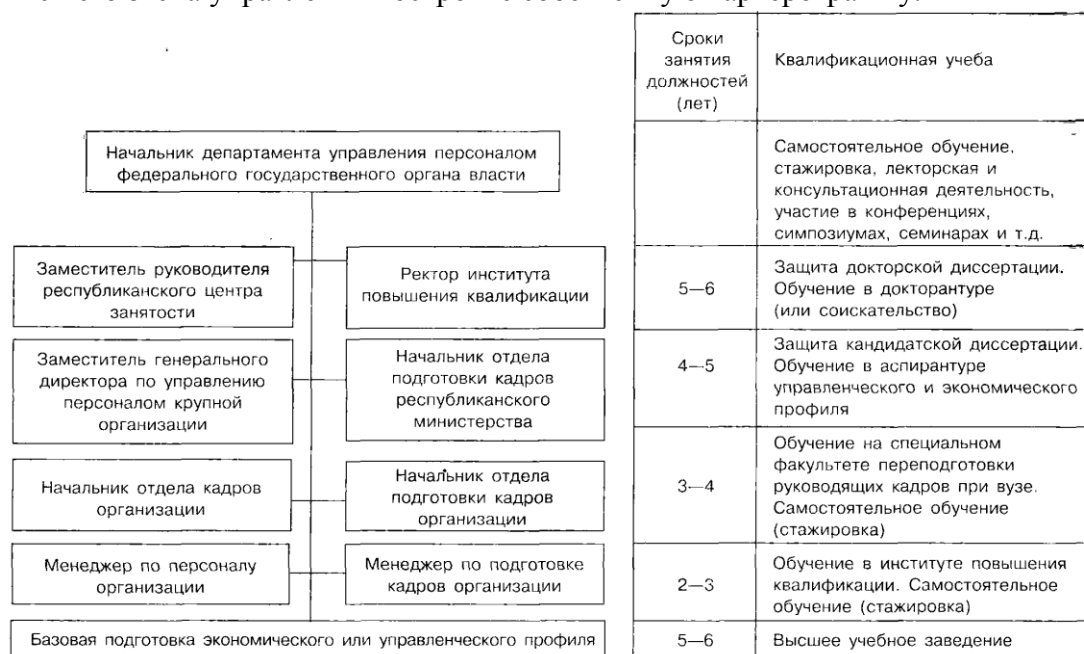 собственную карьерограмму.
Начальник департамента управления персоналом
федерального государственного органа власти
Заместитель руководителя
республиканского центра
занятости
Ректор института
повышения квалификации
Заместитель генерального
директора по управлению
персоналом крупной
организации
Начальник отдела
подготовки кадров
республиканского
министерства
Начальник отдела кадров
организации
Начальник отдела
подготовки кадров
организации
Менеджер по персоналу
организации
Менеджер по подготовке
кадров организации
Базовая подготовка экономического или управленческого профиля
Сроки
занятия
должностей
(лет)
Квалификационная учеба
Самостоятельное обучение,
стажировка, лекторская и
консультационная деятельность,
участие в конференциях,
симпозиумах, семинарах и т.д.
5—6
Защита докторской диссертации.
Обучение в докторантуре
(или соискательство)
4—5
Защита кандидатской диссертации.
Обучение в аспирантуре
управленческого и экономического
профиля
3—4
Обучение на специальном
факультете переподготовки
руководящих кадров при вузе.
Самостоятельное обучение
(стажировка)
2—3
Обучение в институте повышения
квалификации. Самостоятельное
обучение (стажировка)
5—6
Высшее учебное заведение